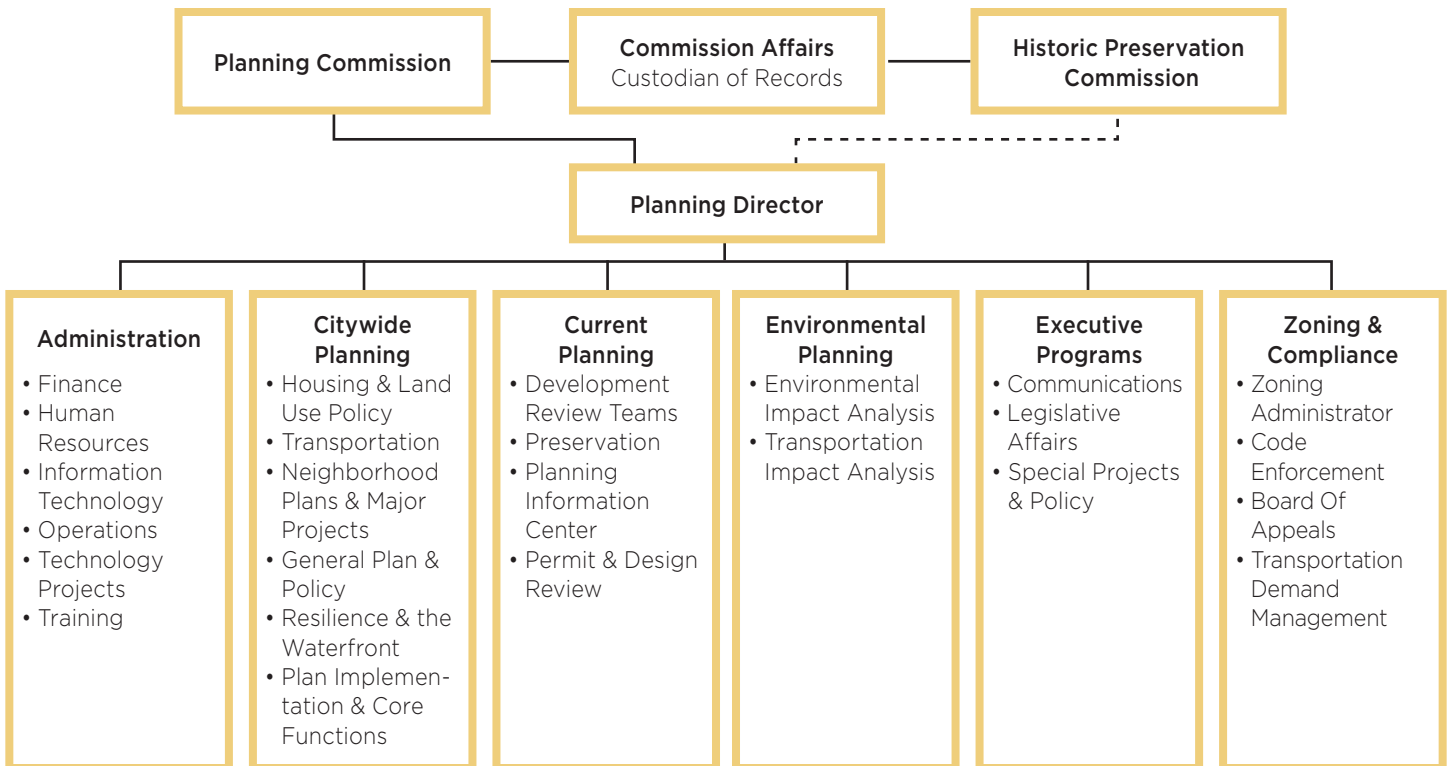 Planning Commission
Commission Affairs
Custodian of Records
Historic Preservation
Commission
Planning Director
Administration
• Finance
• Human
Resources
• Information
Technology
• Operations
• Technology
Projects
• Training
Citywide
Planning
• Housing & Land
Use Policy
• Transportation
• Neighborhood
Plans & Major
Projects
• General Plan &
Policy
• Resilience & the
Waterfront
• Plan Implemen-
tation & Core
Functions
Current
Planning
• Development
Review Teams
• Preservation
• Planning
Information
Center
• Permit & Design
Review
Environmental
Planning
• Environmental
Impact Analysis
• Transportation
Impact Analysis
Executive
Programs
• Communications
• Legislative
Affairs
• Special Projects
& Policy
Zoning &
Compliance
• Zoning
Administrator
• Code
Enforcement
• Board Of
Appeals
• Transportation
Demand
Management